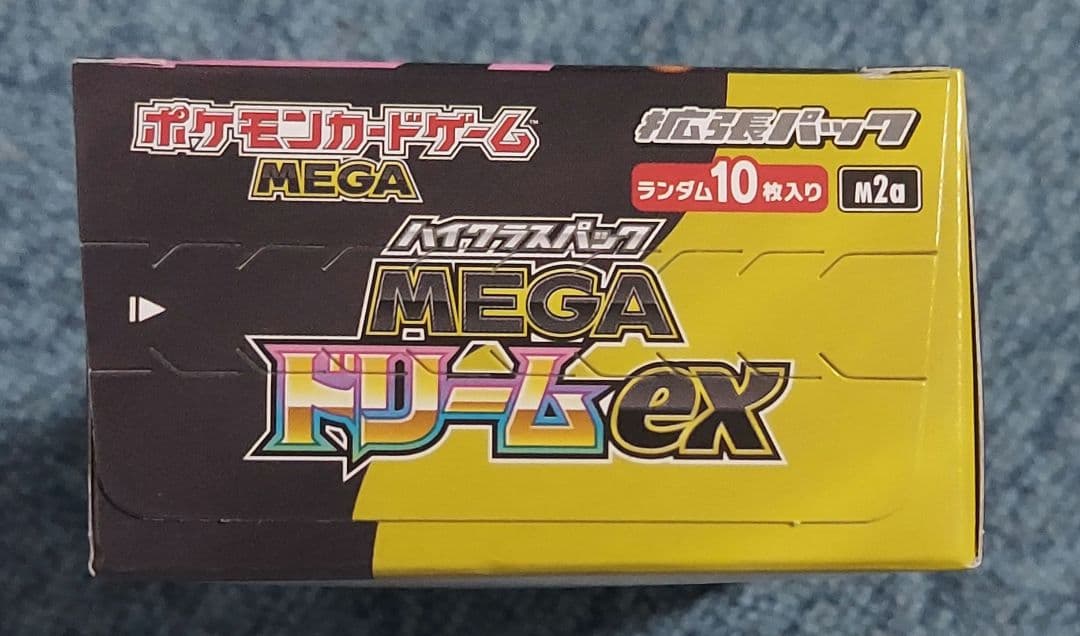 ポケモンカードゲーム™
MEGA
拡張パック
ランダム10枚入り
M2a
ハイクラスパック
MEGA
ドリームex